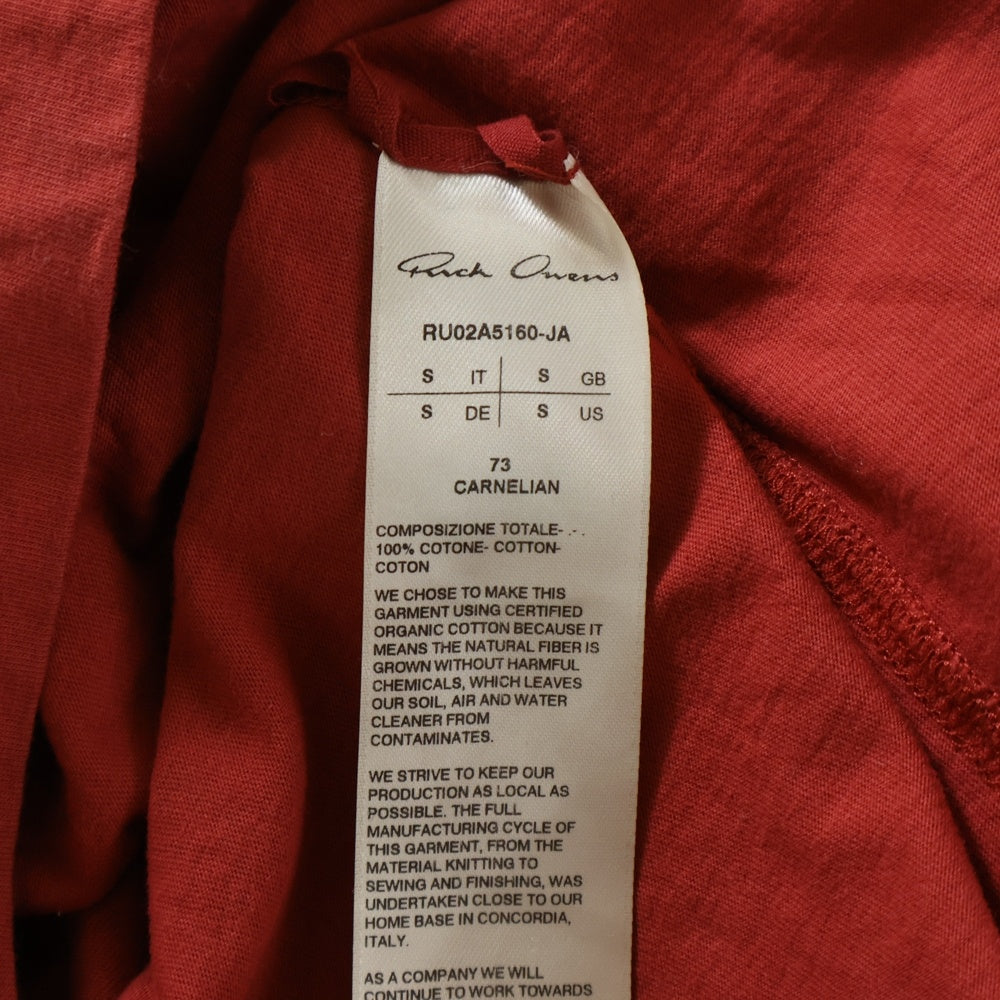 Rick Owens
RU02A5160-JA
S IT S GB
S DE S US
73
CARNELIAN
COMPOSIZIONE TOTALE- .-.
100% COTONE- COTTON-
COTON
WE CHOSE TO MAKE THIS
GARMENT USING CERTIFIED
ORGANIC COTTON BECAUSE IT
MEANS THE NATURAL FIBER IS
GROWN WITHOUT HARMFUL
CHEMICALS, WHICH LEAVES
OUR SOIL, AIR AND WATER
CLEANER FROM
CONTAMINATES.
WE STRIVE TO KEEP OUR
PRODUCTION AS LOCAL AS
POSSIBLE. THE FULL
MANUFACTURING CYCLE OF
THIS GARMENT, FROM THE
MATERIAL KNITTING TO
SEWING AND FINISHING, WAS
UNDERTAKEN CLOSE TO OUR
HOME BASE IN CONCORDIA,
ITALY.
AS A COMPANY WE WILL
CONTINUE TO WORK TOWARDS